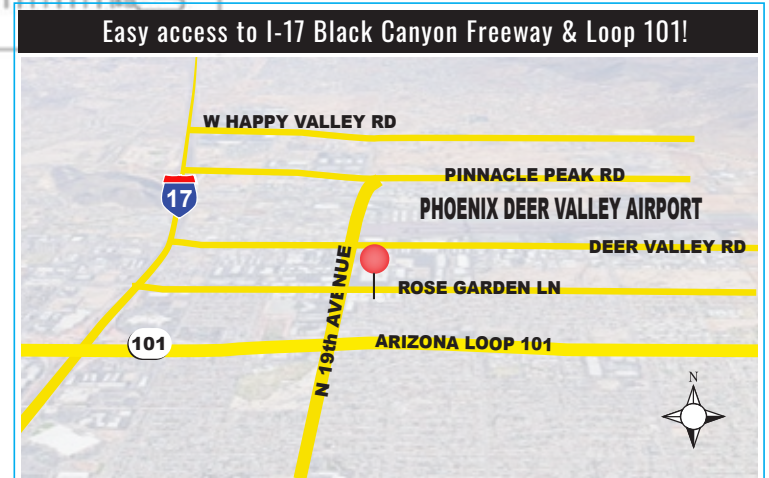 Easy access to I-17 Black Canyon Freeway & Loop 101!
W HAPPY VALLEY RD
PINNACLE PEAK RD
17
PHOENIX DEER VALLEY AIRPORT
DEER VALLEY RD
ROSE GARDEN LN
N 19th AVENUE
101
ARIZONA LOOP 101
N